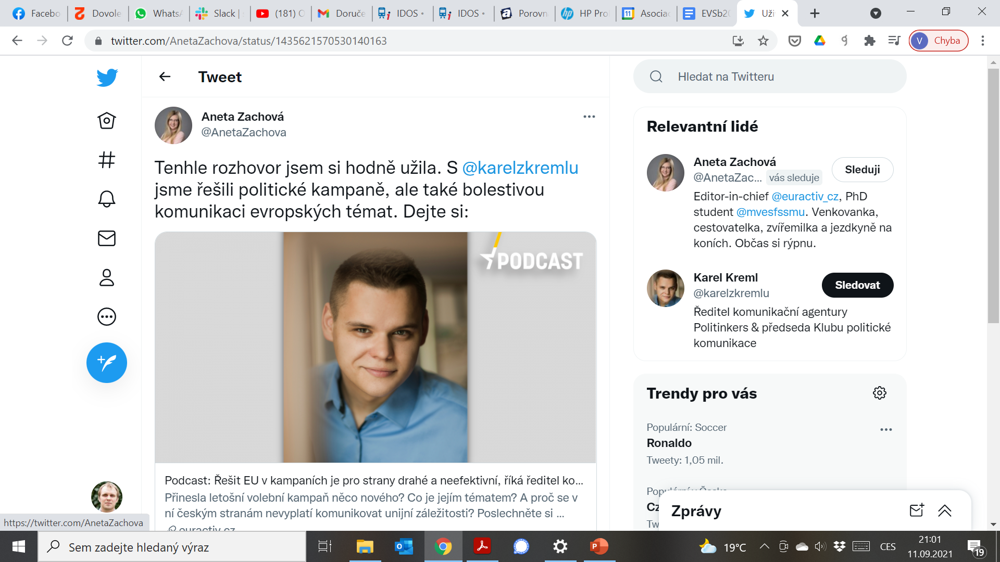 Facebo
Dovole
WhatsA
Slack |
(181) O
Doruče
IDOS •
IDOS •
Porovn
HP Pro
11
Asociac
EVSb20
Uži
twitter.com/AnetaZachova/status/1435621570530140163
V
Chyba
Tweet
Aneta Zachová
@AnetaZachova
Tenhle rozhovor jsem si hodně užila. S @karelzkremlu
jsme řešili politické kampaně, ale také bolestivou
komunikaci evropských témat. Dejte si:
PODCAST
Podcast: Řešit EU v kampaních je pro strany drahé a neefektivní, říká ředitel ko...
Přinesla letošní volební kampaň něco nového? Co je jejím tématem? A proč se v
ní českým stranám nevyplatí komunikovat unijní záležitosti? Poslechněte si ...
euractiv.cz
Hledat na Twitteru
Relevantní lidé
Aneta Zachová
@AnetaZac... vás sleduje
Sleduji
Editor-in-chief @euractiv_cz, PhD
student @mvesfssmu. Venkovanka,
cestovatelka, zvířemilka a jezdkyně na
koních. Občas si rýpnu.
Karel Kreml
@karelzkremlu
Sledovat
Ředitel komunikační agentury
Politinkers & předseda Klubu politické
komunikace
Trendy pro vás
Populární: Soccer
Ronaldo
Tweety: 1,05 mil.
Cz
Tw
Zprávy
https://twitter.com/AnetaZachova
Sem zadejte hledaný výraz
19°C
CES
21:01
11.09.2021
19